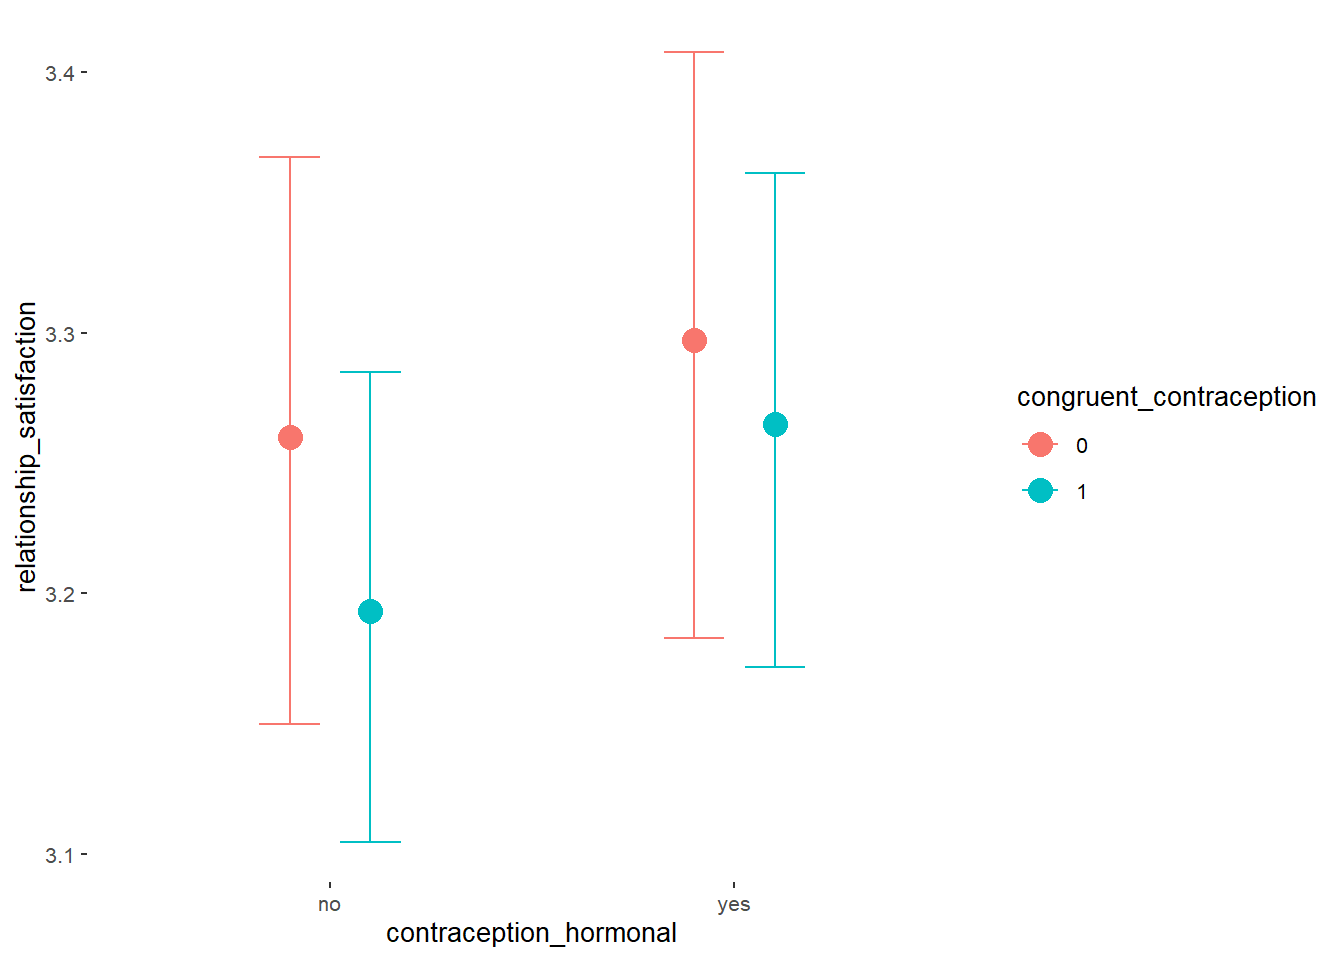 3.4
3.3
3.2
3.1
relationship_satisfaction
no
yes
contraception_hormonal
congruent_contraception
0
1